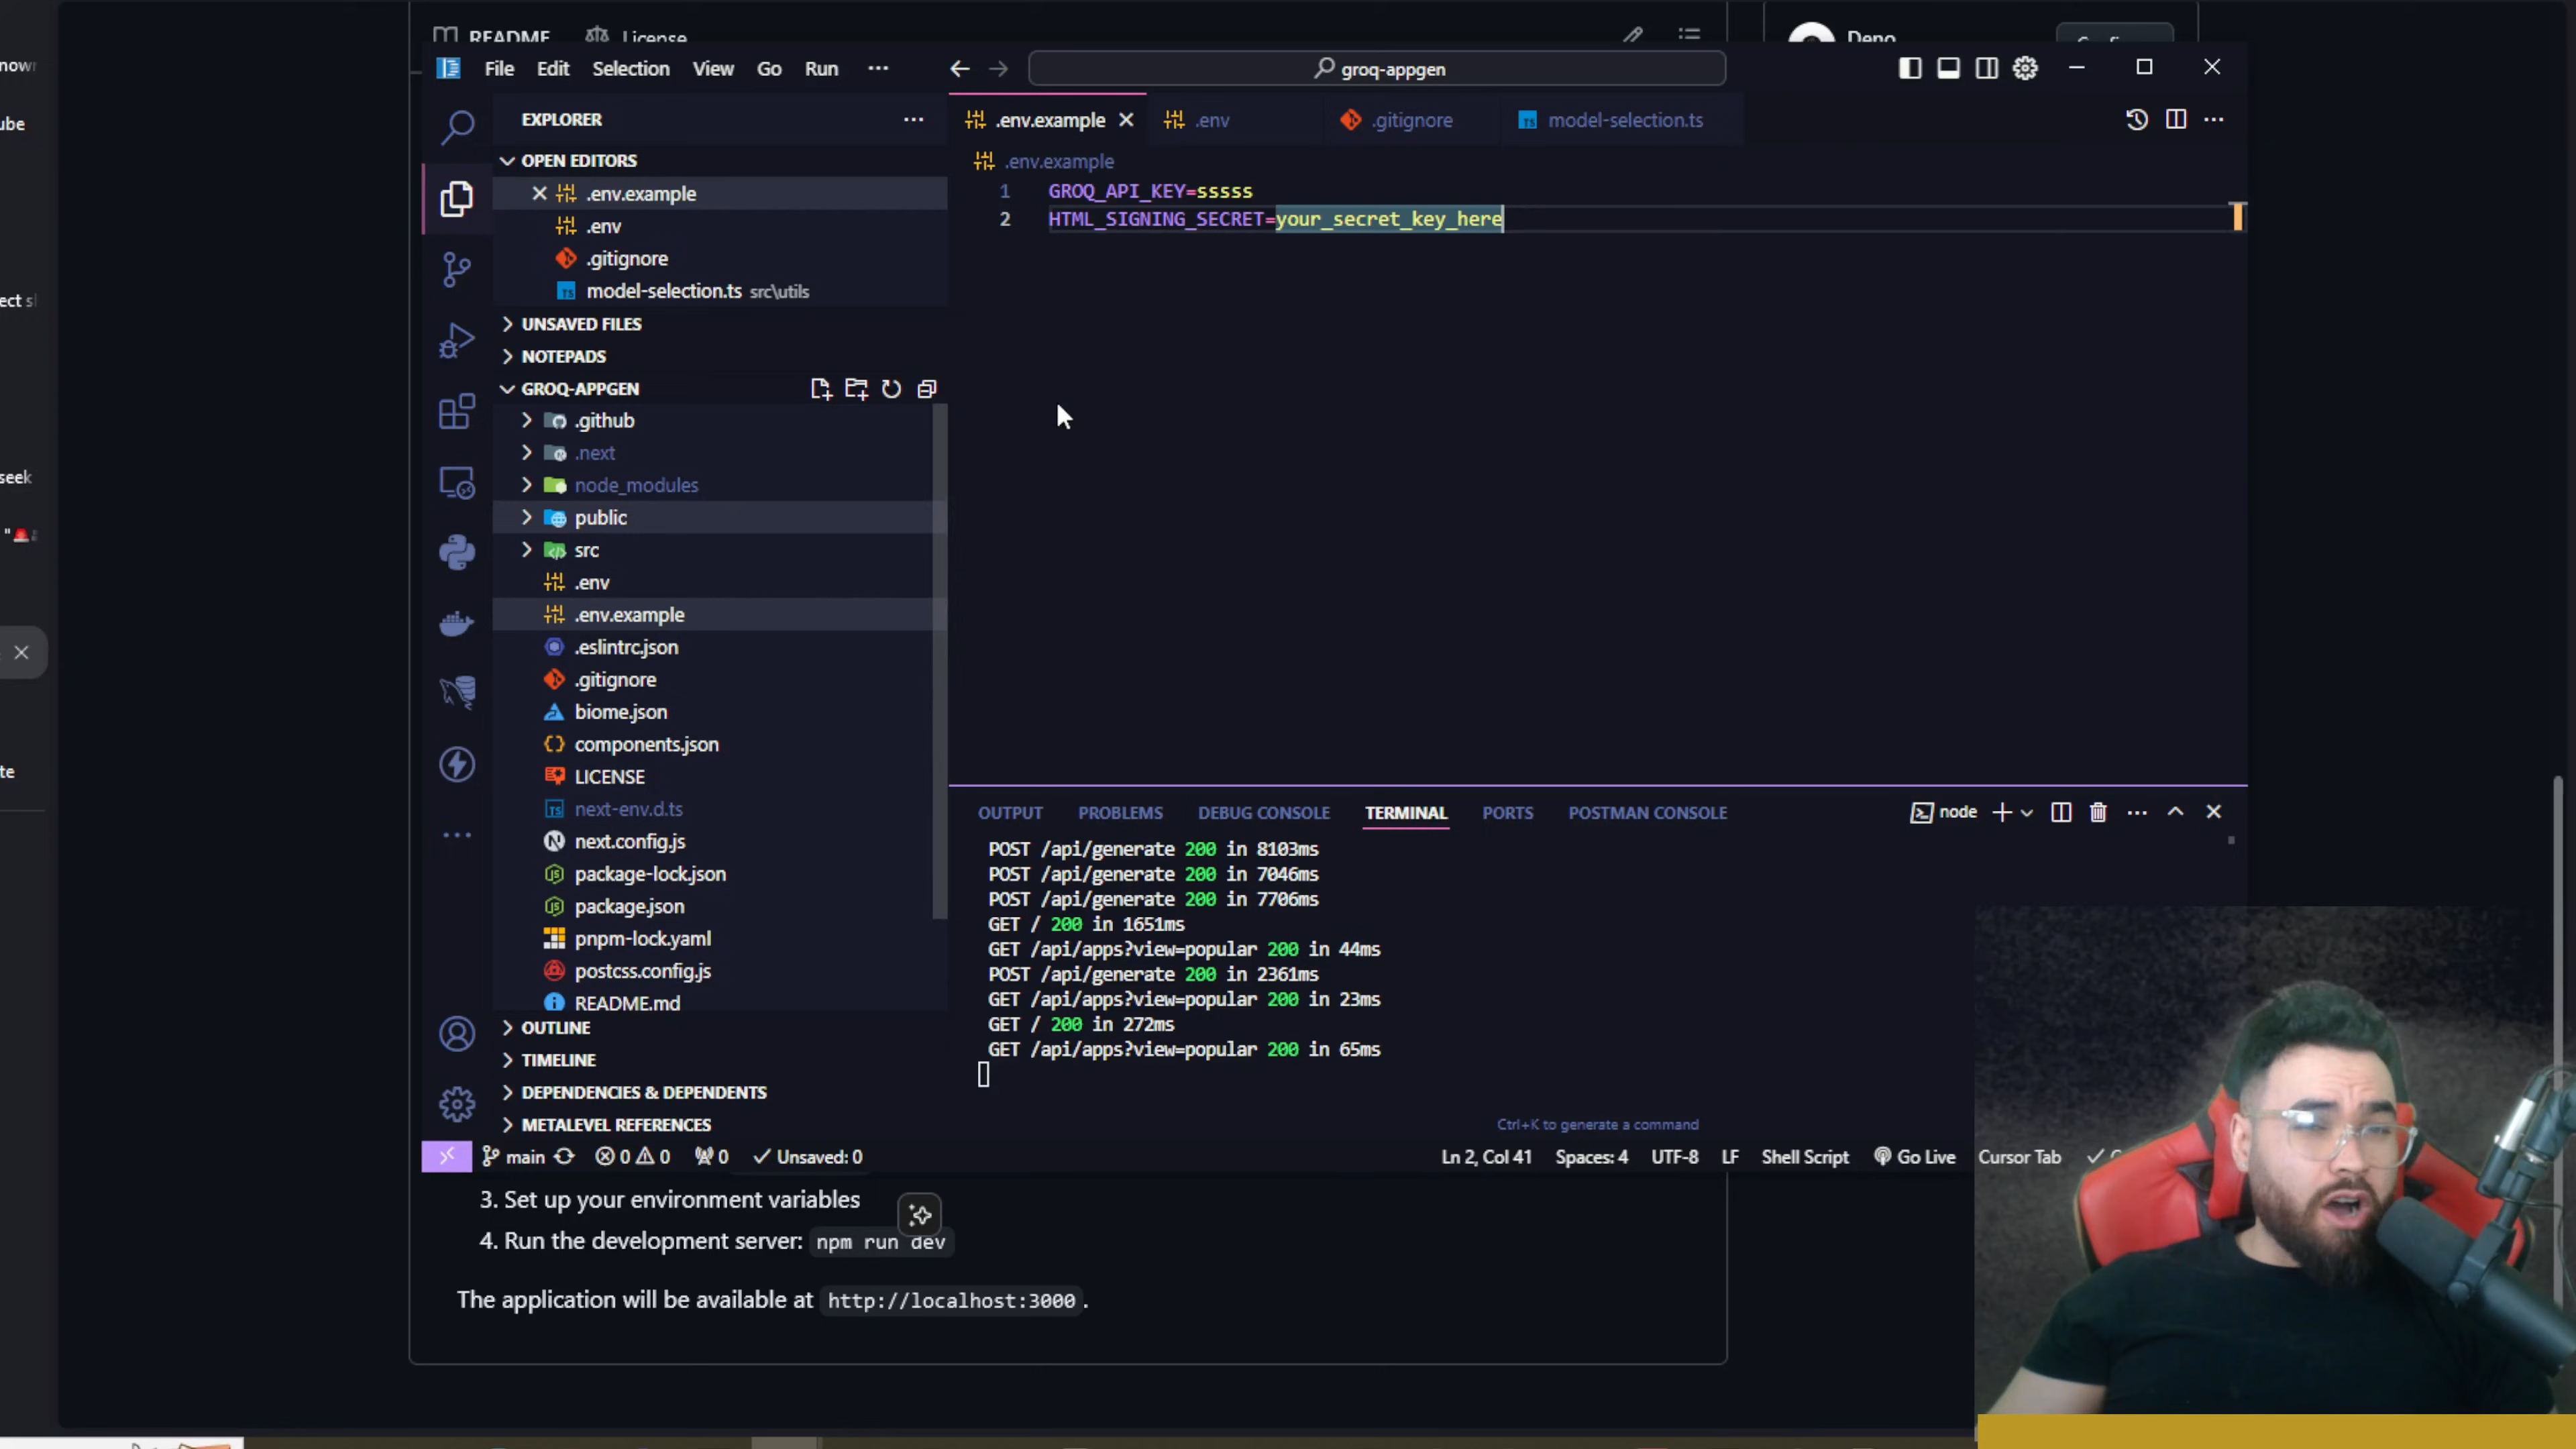 nown
ube
ect sl
seek
te
README License
Deno
File Edit Selection View Go Run ···
groq-appgen
EXPLORER
OPEN EDITORS
.env.example
.env
.gitignore
model-selection.ts src\utils
UNSAVED FILES
NOTEPADS
GROQ-APPGEN
.github
.next
node_modules
public
src
.env
.env.example
.eslintrc.json
.gitignore
biome.json
components.json
LICENSE
next-env.d.ts
next.config.js
package-lock.json
package.json
pnpm-lock.yaml
postcss.config.js
README.md
OUTLINE
TIMELINE
DEPENDENCIES & DEPENDENTS
METALEVEL REFERENCES
.env.example .env .gitignore model-selection.ts
.env.example
1 GROQ_API_KEY=sssss
2 HTML_SIGNING_SECRET=your_secret_key_here
OUTPUT PROBLEMS DEBUG CONSOLE TERMINAL PORTS POSTMAN CONSOLE
node
POST /api/generate 200 in 8103ms
POST /api/generate 200 in 7046ms
POST /api/generate 200 in 7706ms
GET / 200 in 1651ms
GET /api/apps?view=popular 200 in 44ms
POST /api/generate 200 in 2361ms
GET /api/apps?view=popular 200 in 23ms
GET / 200 in 272ms
GET /api/apps?view=popular 200 in 65ms
Ctrl+K to generate a command
main 0 0 0 Unsaved: 0
Ln 2, Col 41 Spaces: 4 UTF-8 LF Shell Script Go Live Cursor Tab
3. Set up your environment variables
4. Run the development server: npm run dev
The application will be available at http://localhost:3000.